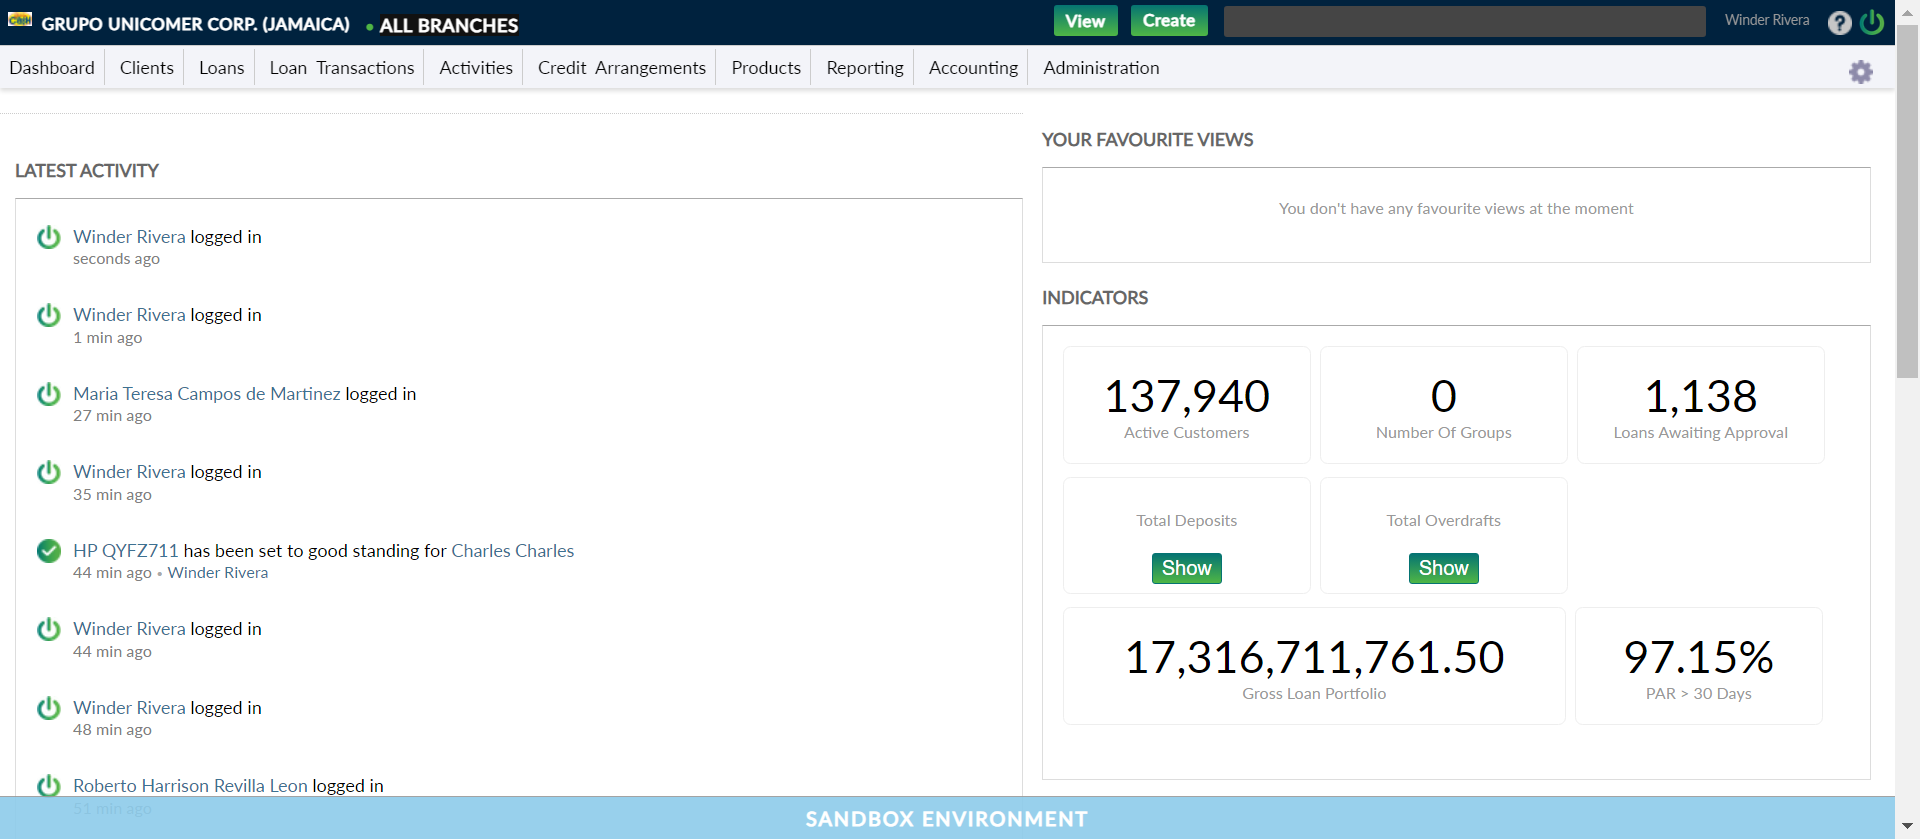 GRUPO UNICOMER CORP. (JAMAICA) • ALL BRANCHES View Create Winder Rivera ?
Dashboard Clients Loans Loan Transactions Activities Credit Arrangements Products Reporting Accounting Administration
LATEST ACTIVITY
Winder Rivera logged in
seconds ago
Winder Rivera logged in
1 min ago
Maria Teresa Campos de Martinez logged in
27 min ago
Winder Rivera logged in
35 min ago
HP QYFZ711 has been set to good standing for Charles Charles
44 min ago • Winder Rivera
Winder Rivera logged in
44 min ago
Winder Rivera logged in
48 min ago
Roberto Harrison Revilla Leon logged in
51 min ago
YOUR FAVOURITE VIEWS
You don't have any favourite views at the moment
INDICATORS
137,940
Active Customers
0
Number Of Groups
1,138
Loans Awaiting Approval
Total Deposits
Show
Total Overdrafts
Show
17,316,711,761.50
Gross Loan Portfolio
97.15%
PAR > 30 Days
SANDBOX ENVIRONMENT